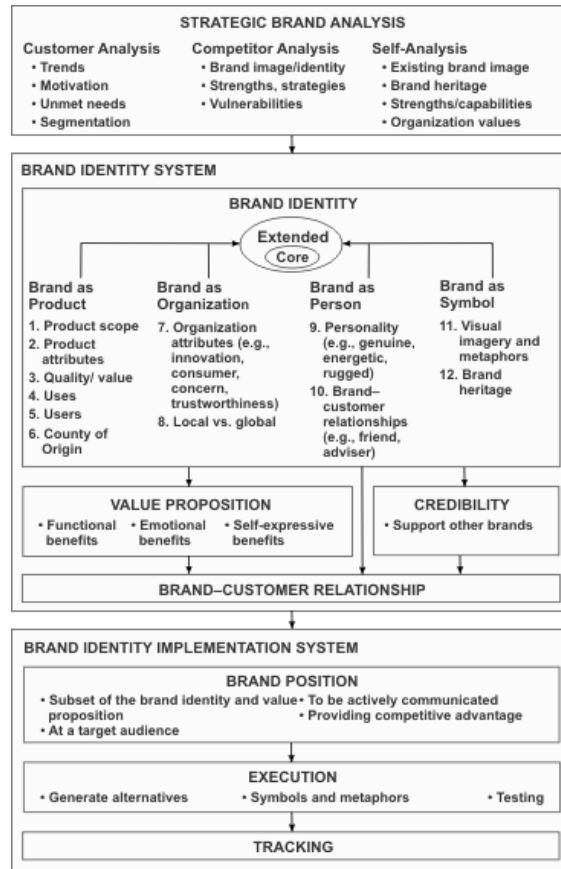 STRATEGIC BRAND ANALYSIS
Customer Analysis
• Trends
• Motivation
• Unmet needs
• Segmentation
Competitor Analysis
• Brand image/identity
• Strengths, strategies
• Vulnerabilities
Self-Analysis
• Existing brand image
• Brand heritage
• Strengths/capabilities
• Organization values
BRAND IDENTITY SYSTEM
BRAND IDENTITY
Extended
Core
Brand as
Product
1. Product scope
2. Product
attributes
3. Quality/ value
4. Uses
5. Users
6. County of
Origin
Brand as
Organization
7. Organization
attributes (e.g.,
innovation,
consumer,
concern,
trustworthiness)
8. Local vs. global
Brand as
Person
9. Personality
(e.g., genuine,
energetic,
rugged)
10. Brand–
customer
relationships
(e.g., friend,
adviser)
Brand as
Symbol
11. Visual
imagery and
metaphors
12. Brand
heritage
VALUE PROPOSITION
• Functional
benefits
• Emotional
benefits
• Self-expressive
benefits
CREDIBILITY
• Support other brands
BRAND–CUSTOMER RELATIONSHIP
BRAND IDENTITY IMPLEMENTATION SYSTEM
BRAND POSITION
• Subset of the brand identity and value
proposition
• At a target audience
• To be actively communicated
• Providing competitive advantage
EXECUTION
• Generate alternatives
• Symbols and metaphors
• Testing
TRACKING